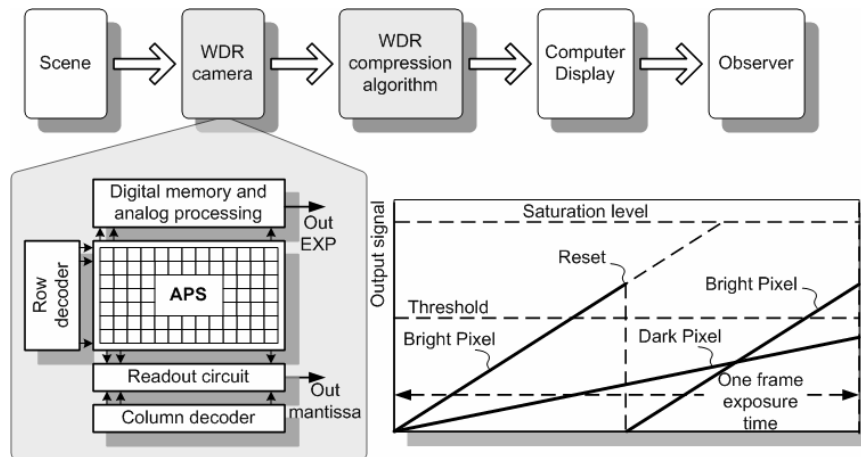 Scene
WDR
camera
WDR
compression
algorithm
Computer
Display
Observer
Digital memory and
analog processing
Out
EXP
Row
decoder
APS
Readout circuit
Out
mantissa
Column decoder
Output signal
Saturation level
Reset
Threshold
Bright Pixel
Bright Pixel
Dark Pixel
One frame
exposure
time